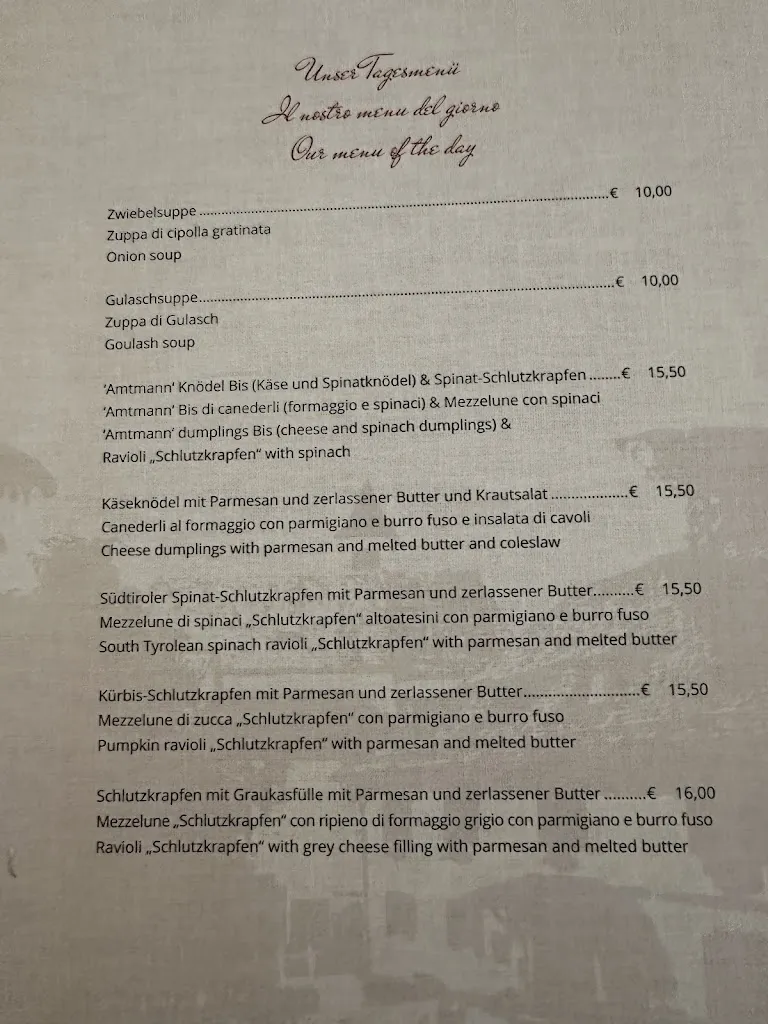 Unser Tagesmenü
Il nostro menu del giorno
Our menu of the day
Zwiebelsuppe ........................................................................................................€ 10,00
Zuppa di cipolla gratinata
Onion soup
Gulaschsuppe........................................................................................................€ 10,00
Zuppa di Gulasch
Goulash soup
‘Amtmann‘ Knödel Bis (Käse und Spinatknödel) & Spinat-Schlutzkrapfen ........€ 15,50
‘Amtmann‘ Bis di canederli (formaggio e spinaci) & Mezzelune con spinaci
‘Amtmann‘ dumplings Bis (cheese and spinach dumplings) &
Ravioli „Schlutzkrapfen“ with spinach
Käseknödel mit Parmesan und zerlassener Butter und Krautsalat ...................€ 15,50
Canederli al formaggio con parmigiano e burro fuso e insalata di cavoli
Cheese dumplings with parmesan and melted butter and coleslaw
Südtiroler Spinat-Schlutzkrapfen mit Parmesan und zerlassener Butter..........€ 15,50
Mezzelune di spinaci „Schlutzkrapfen“ altoatesini con parmigiano e burro fuso
South Tyrolean spinach ravioli „Schlutzkrapfen“ with parmesan and melted butter
Kürbis-Schlutzkrapfen mit Parmesan und zerlassener Butter............................€ 15,50
Mezzelune di zucca „Schlutzkrapfen“ con parmigiano e burro fuso
Pumpkin ravioli „Schlutzkrapfen“ with parmesan and melted butter
Schlutzkrapfen mit Graukasfülle mit Parmesan und zerlassener Butter ..........€ 16,00
Mezzelune „Schlutzkrapfen“ con ripieno di formaggio grigio con parmigiano e burro fuso
Ravioli „Schlutzkrapfen“ with grey cheese filling with parmesan and melted butter